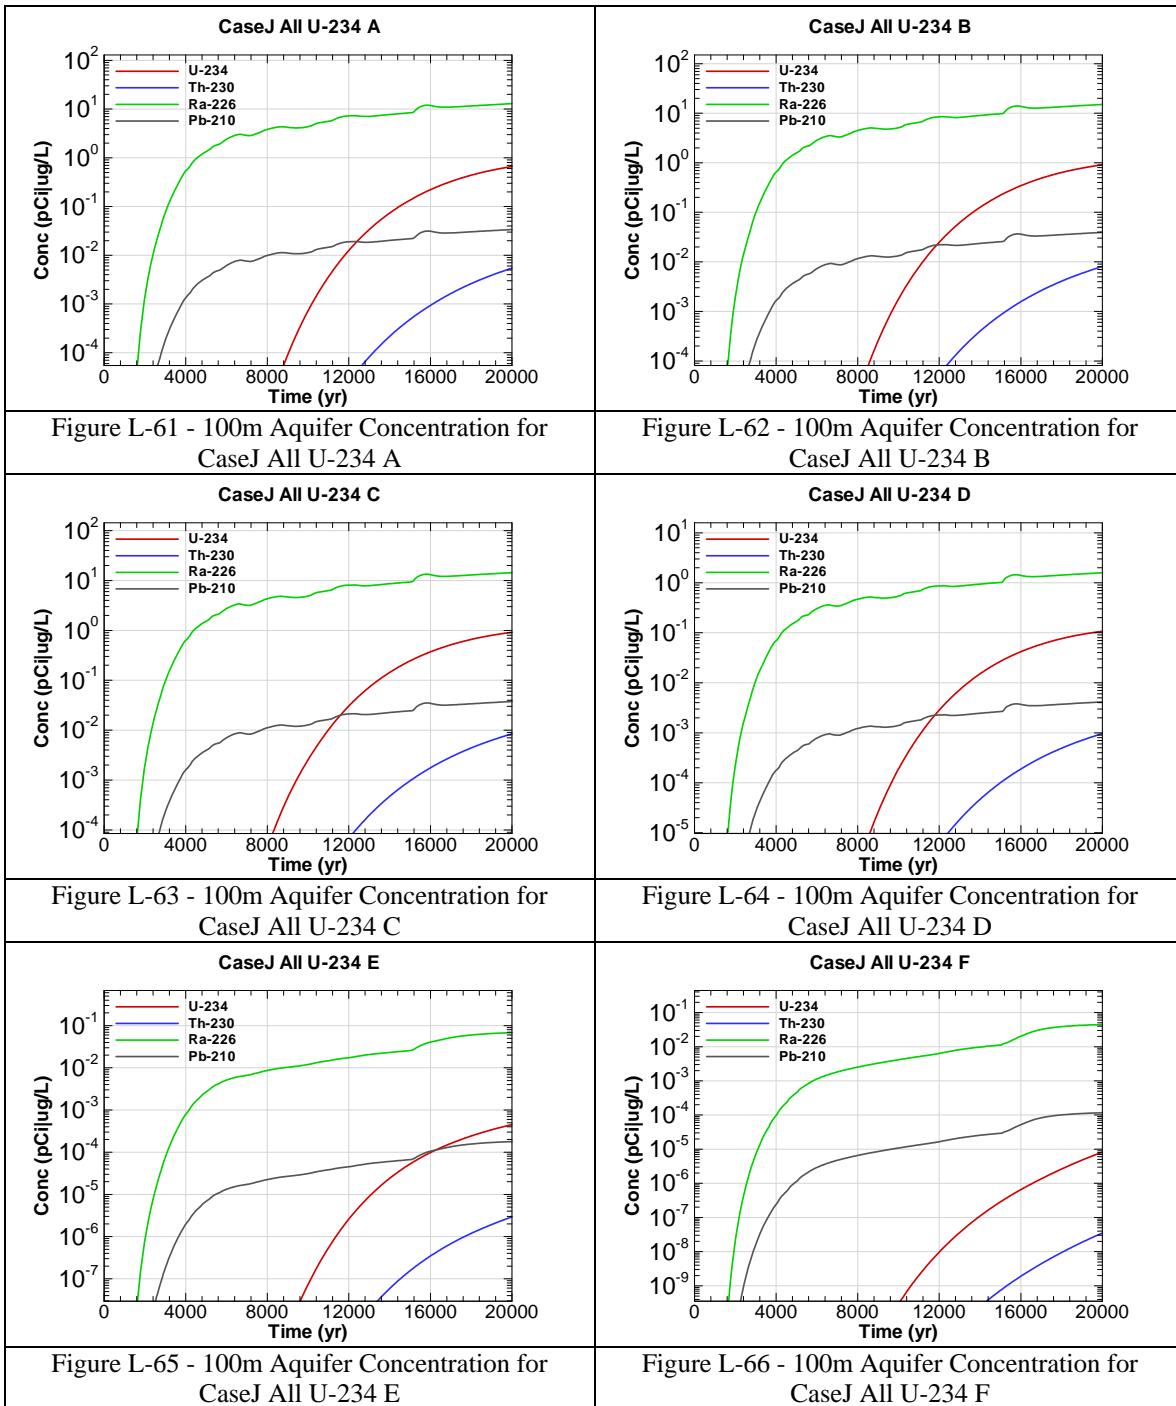 CaseJ All U-234 A
Conc (pCi|ug/L)
10^2
10^1
10^0
10^-1
10^-2
10^-3
10^-4
U-234
Th-230
Ra-226
Pb-210
0 4000 8000 12000 16000 20000
Time (yr)
Figure L-61 - 100m Aquifer Concentration for
CaseJ All U-234 A
CaseJ All U-234 B
Conc (pCi|ug/L)
10^2
10^1
10^0
10^-1
10^-2
10^-3
10^-4
U-234
Th-230
Ra-226
Pb-210
0 4000 8000 12000 16000 20000
Time (yr)
Figure L-62 - 100m Aquifer Concentration for
CaseJ All U-234 B
CaseJ All U-234 C
Conc (pCi|ug/L)
10^2
10^1
10^0
10^-1
10^-2
10^-3
10^-4
U-234
Th-230
Ra-226
Pb-210
0 4000 8000 12000 16000 20000
Time (yr)
Figure L-63 - 100m Aquifer Concentration for
CaseJ All U-234 C
CaseJ All U-234 D
Conc (pCi|ug/L)
10^1
10^0
10^-1
10^-2
10^-3
10^-4
10^-5
U-234
Th-230
Ra-226
Pb-210
0 4000 8000 12000 16000 20000
Time (yr)
Figure L-64 - 100m Aquifer Concentration for
CaseJ All U-234 D
CaseJ All U-234 E
Conc (pCi|ug/L)
10^-1
10^-2
10^-3
10^-4
10^-5
10^-6
10^-7
U-234
Th-230
Ra-226
Pb-210
0 4000 8000 12000 16000 20000
Time (yr)
Figure L-65 - 100m Aquifer Concentration for
CaseJ All U-234 E
CaseJ All U-234 F
Conc (pCi|ug/L)
10^-1
10^-2
10^-3
10^-4
10^-5
10^-6
10^-7
10^-8
10^-9
U-234
Th-230
Ra-226
Pb-210
0 4000 8000 12000 16000 20000
Time (yr)
Figure L-66 - 100m Aquifer Concentration for
CaseJ All U-234 F